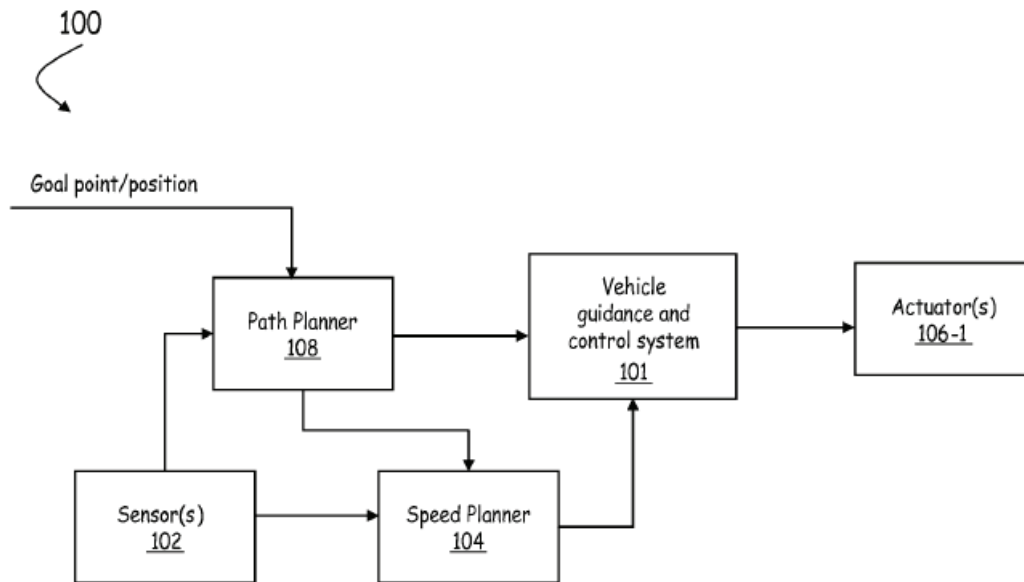 100
Goal point/position
Path Planner
108
Vehicle
guidance and
control system
101
Actuator(s)
106-1
Sensor(s)
102
Speed Planner
104